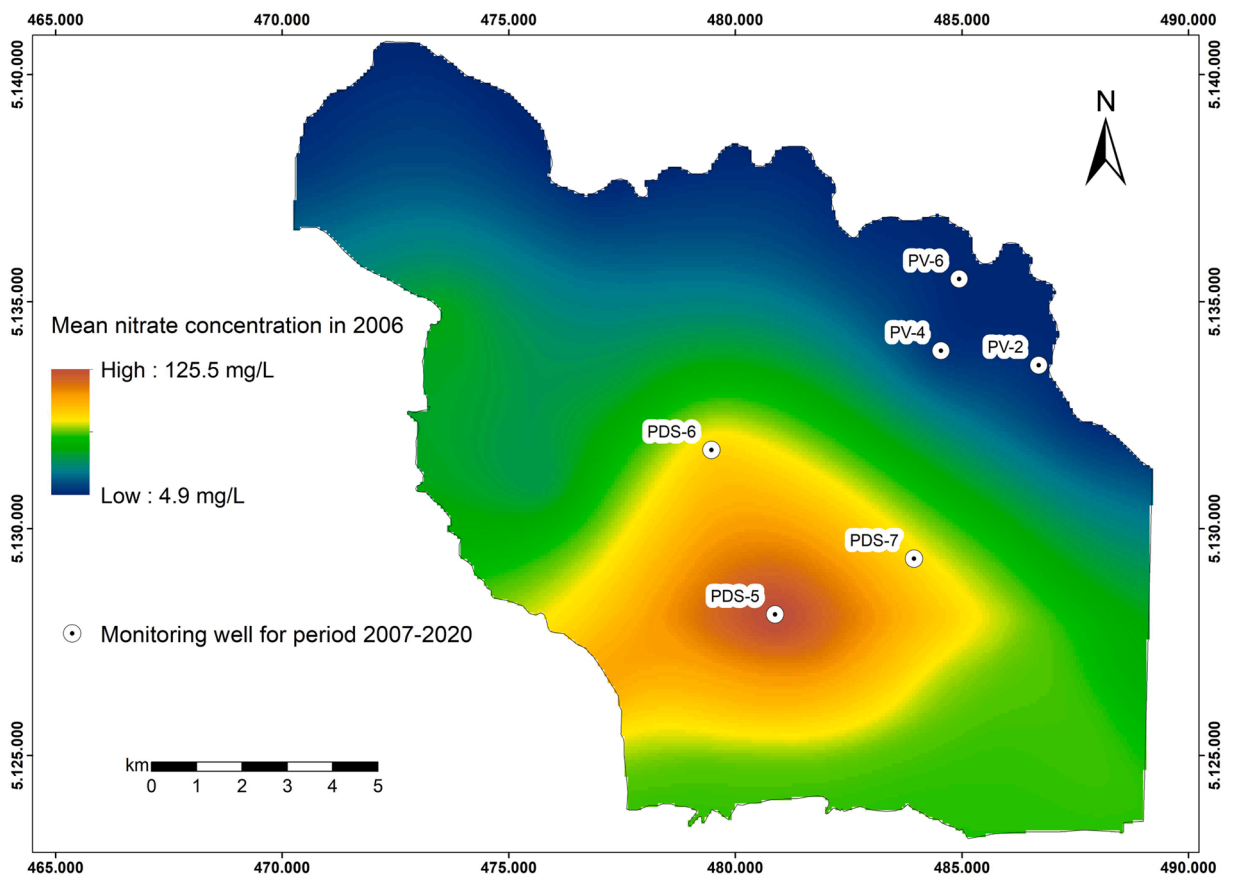 465.000 470.000 475.000 480.000 485.000 490.000
5.140.000 5.140.000
N
PV-6
5.135.000 5.135.000
Mean nitrate concentration in 2006
PV-4
PV-2
High : 125.5 mg/L
PDS-6
Low : 4.9 mg/L
5.130.000 5.130.000
PDS-7
PDS-5
Monitoring well for period 2007-2020
5.125.000 5.125.000
km
0 1 2 3 4 5
465.000 470.000 475.000 480.000 485.000 490.000